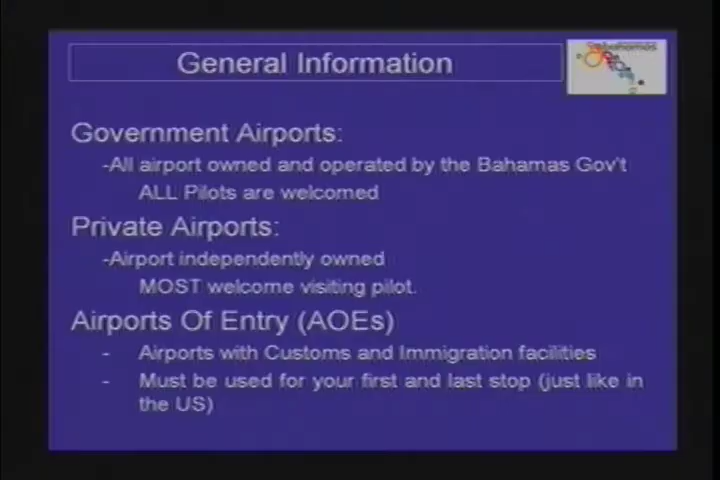 General Information
bahamas
Government Airports:
-All airport owned and operated by the Bahamas Gov't
ALL Pilots are welcomed
Private Airports:
-Airport independently owned
MOST welcome visiting pilot.
Airports Of Entry (AOEs)
- Airports with Customs and Immigration facilities
- Must be used for your first and last stop (just like in
the US)